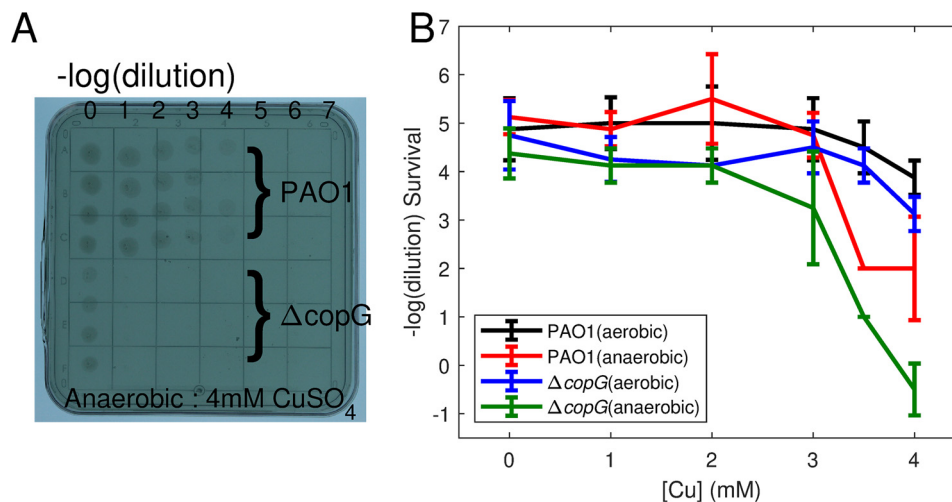 A
-log(dilution)
0 1 2 3 4 5 6 7
PAO1
ΔcopG
Anaerobic : 4mM CuSO4
B
-log(dilution) Survival
7
6
5
4
3
2
1
0
-1
PAO1(aerobic)
PAO1(anaerobic)
ΔcopG(aerobic)
ΔcopG(anaerobic)
0 1 2 3 4
[Cu] (mM)